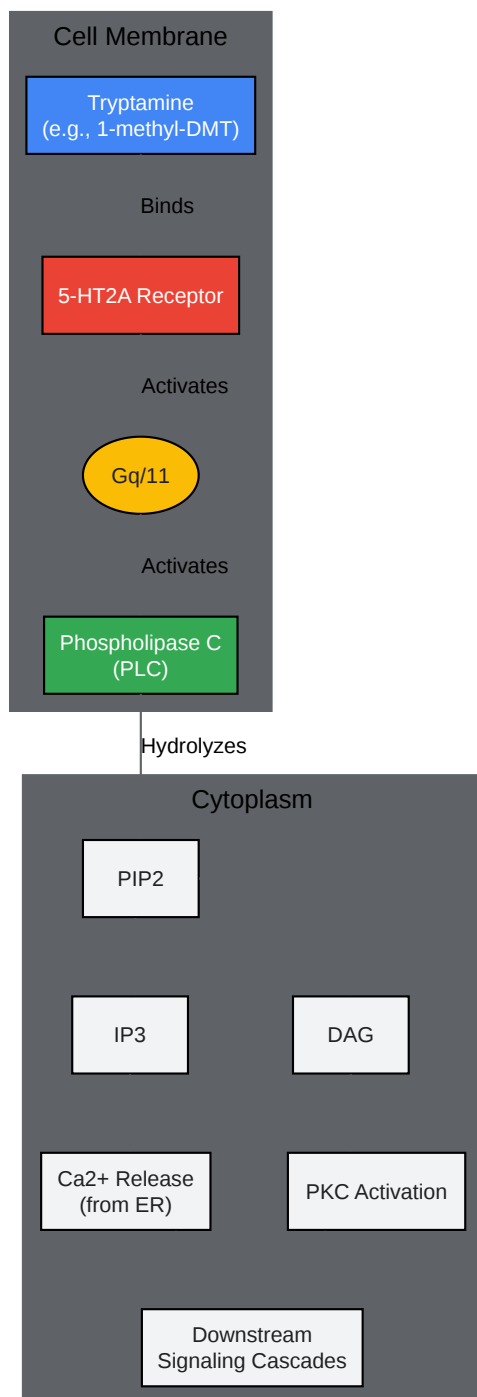 Cell Membrane
Tryptamine
(e.g., 1-methyl-DMT)
Binds
5-HT2A Receptor
Activates
Gq/11
Activates
Phospholipase C
(PLC)
Hydrolyzes
Cytoplasm
PIP2
IP3
DAG
Ca2+ Release
(from ER)
PKC Activation
Downstream
Signaling Cascades